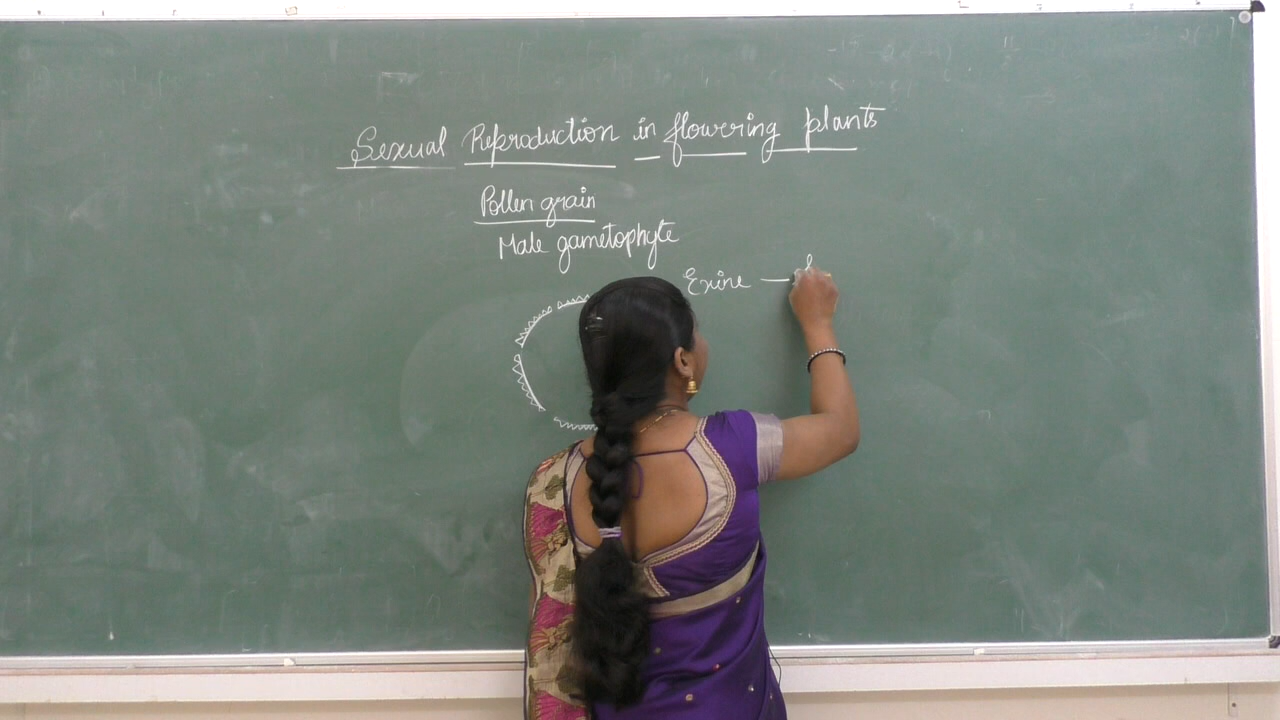 Sexual Reproduction in flowering plants
Pollen grain
Male gametophyte
Exine —